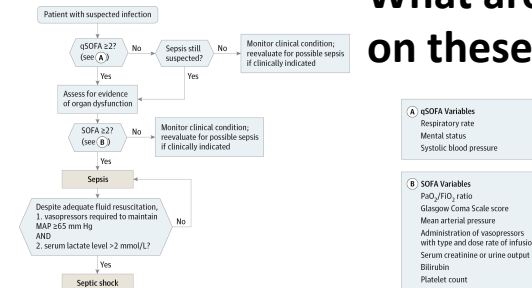 on these
Patient with suspected infection
qSOFA ≥2?
(see A)
No
Sepsis still
suspected?
No
Monitor clinical condition;
reevaluate for possible sepsis
if clinically indicated
Yes
Yes
Assess for evidence
of organ dysfunction
SOFA ≥2?
(see B)
No
Monitor clinical condition;
reevaluate for possible sepsis
if clinically indicated
Yes
Sepsis
Despite adequate fluid resuscitation,
1. vasopressors required to maintain
MAP ≥65 mm Hg
AND
2. serum lactate level >2 mmol/L?
No
Yes
Septic shock
A qSOFA Variables
Respiratory rate
Mental status
Systolic blood pressure
B SOFA Variables
PaO₂/FiO₂ ratio
Glasgow Coma Scale score
Mean arterial pressure
Administration of vasopressors
with type and dose rate of infusio
Serum creatinine or urine output
Bilirubin
Platelet count